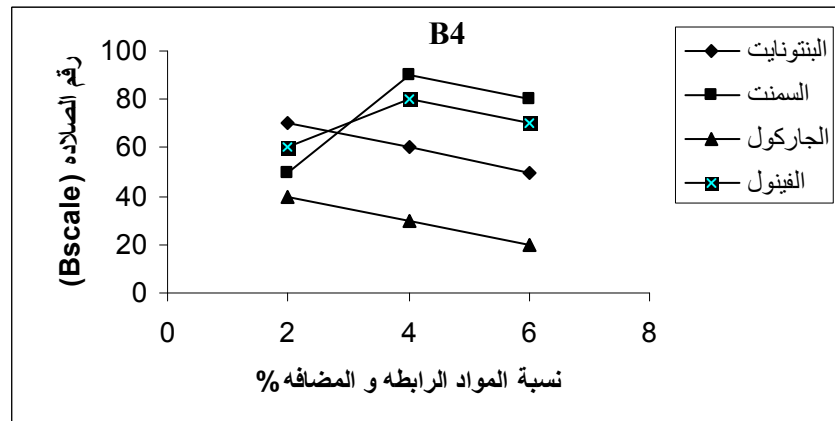 B4
رقم الصلاده (Bscale)
100
80
60
40
20
0
0 2 4 6 8
نسبة المواد الرابطه و المضافه %
البنتونايت
السمنت
الجاركول
الفينول